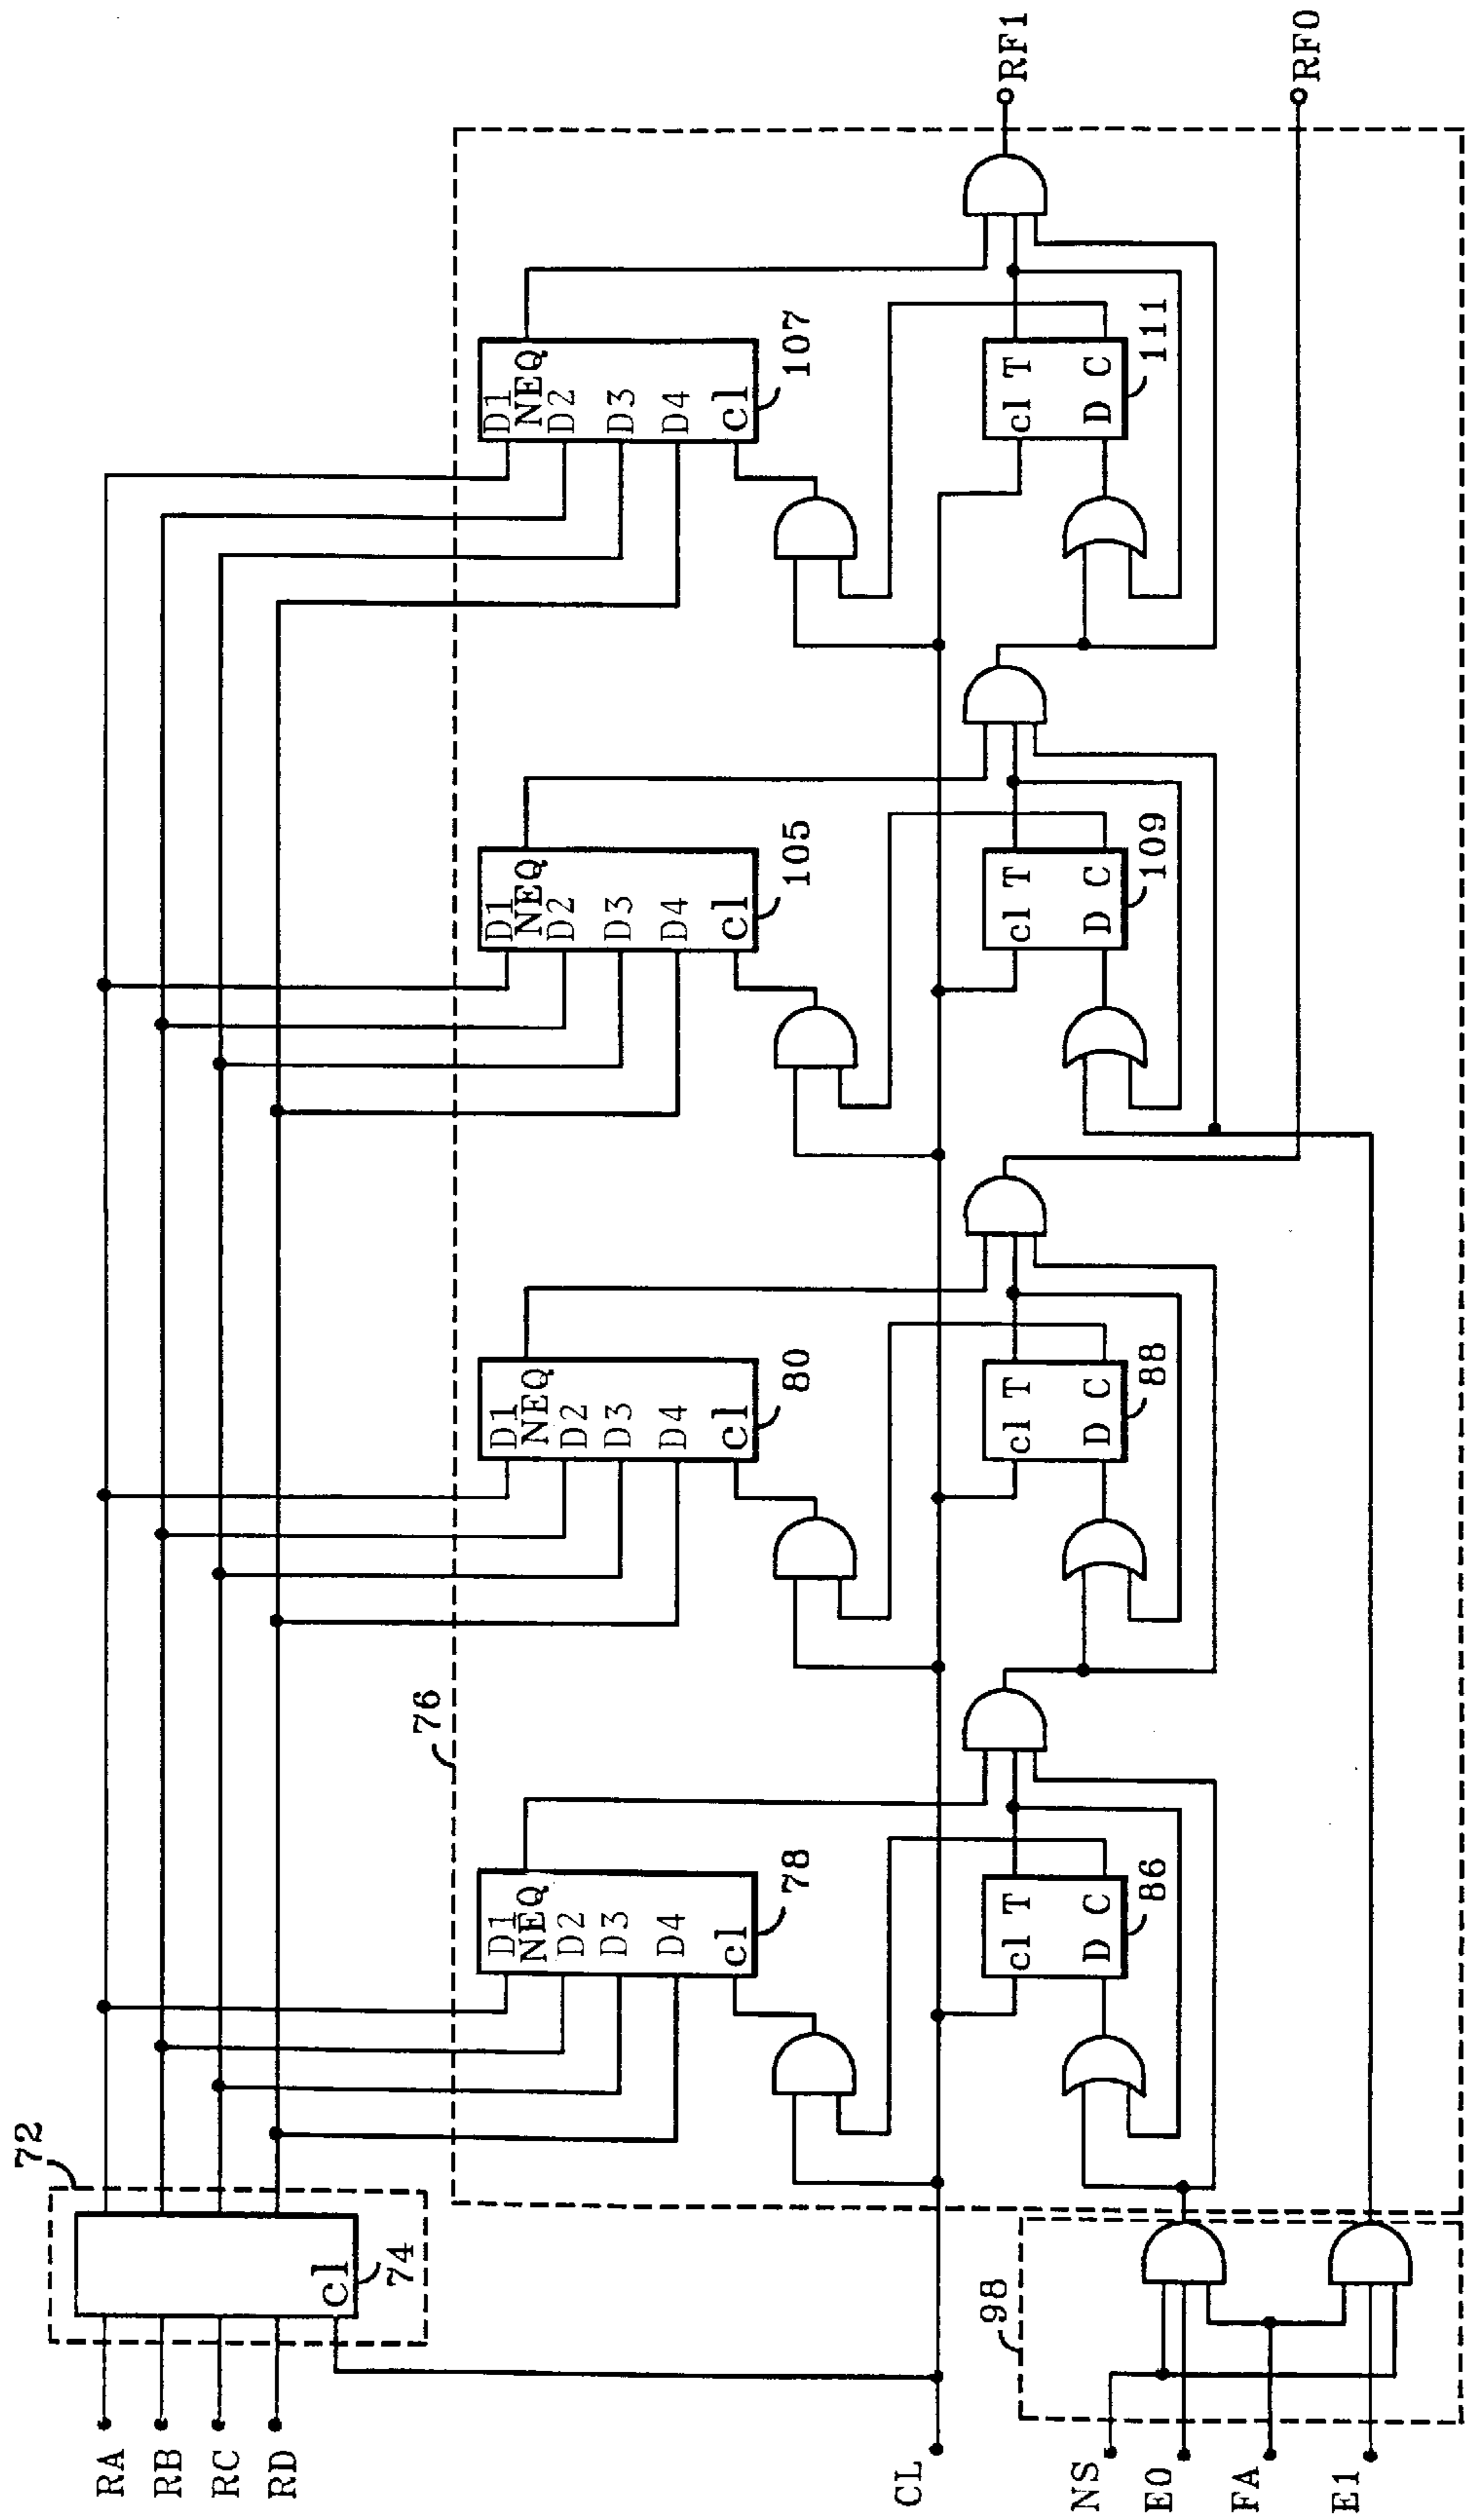 RF1
RF0
D1
NEQ
D2
D3
D4
cl
107
cl T
D C
111
D1
NEQ
D2
D3
D4
cl
105
cl T
D C
109
D1
NEQ
D2
D3
D4
cl
80
cl T
D C
88
76
D1
NEQ
D2
D3
D4
cl
78
cl T
D C
86
72
cl
74
98
RA
RB
RC
RD
CL
NS
E0
FA
E1